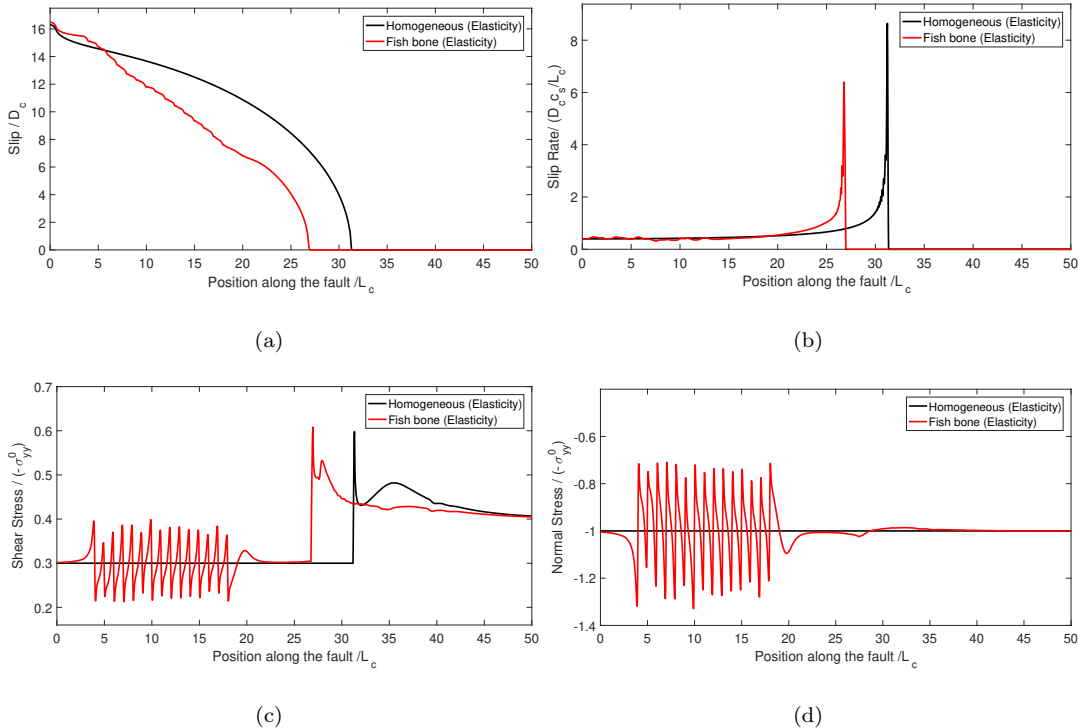 16
14
12
10
8
6
4
2
0
Slip / D_c
0 5 10 15 20 25 30 35 40 45 50
Position along the fault /L_c
Homogeneous (Elasticity)
Fish bone (Elasticity)
(a)
8
6
4
2
0
Slip Rate/ (D_c c_s/L_c)
0 5 10 15 20 25 30 35 40 45 50
Position along the fault /L_c
Homogeneous (Elasticity)
Fish bone (Elasticity)
(b)
0.7
0.6
0.5
0.4
0.3
0.2
Shear Stress / (- σ_yy^0)
0 5 10 15 20 25 30 35 40 45 50
Position along the fault /L_c
Homogeneous (Elasticity)
Fish bone (Elasticity)
(c)
-0.6
-0.8
-1
-1.2
-1.4
Normal Stress / (- σ_yy^0)
0 5 10 15 20 25 30 35 40 45 50
Position along the fault /L_c
Homogeneous (Elasticity)
Fish bone (Elasticity)
(d)